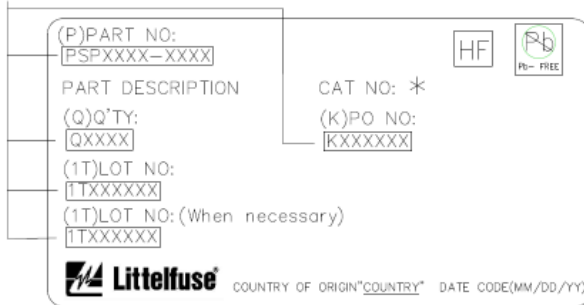 (P)PART NO:
PSPXXXX-XXXX
HF
Pb
Pb- FREE
PART DESCRIPTION
CAT NO: *
(Q)Q'TY:
QXXXX
(K)PO NO:
KXXXXXX
(1T)LOT NO:
1TXXXXXX
(1T)LOT NO:(When necessary)
1TXXXXXX
Littelfuse®
COUNTRY OF ORIGIN"COUNTRY" DATE CODE(MM/DD/YY)